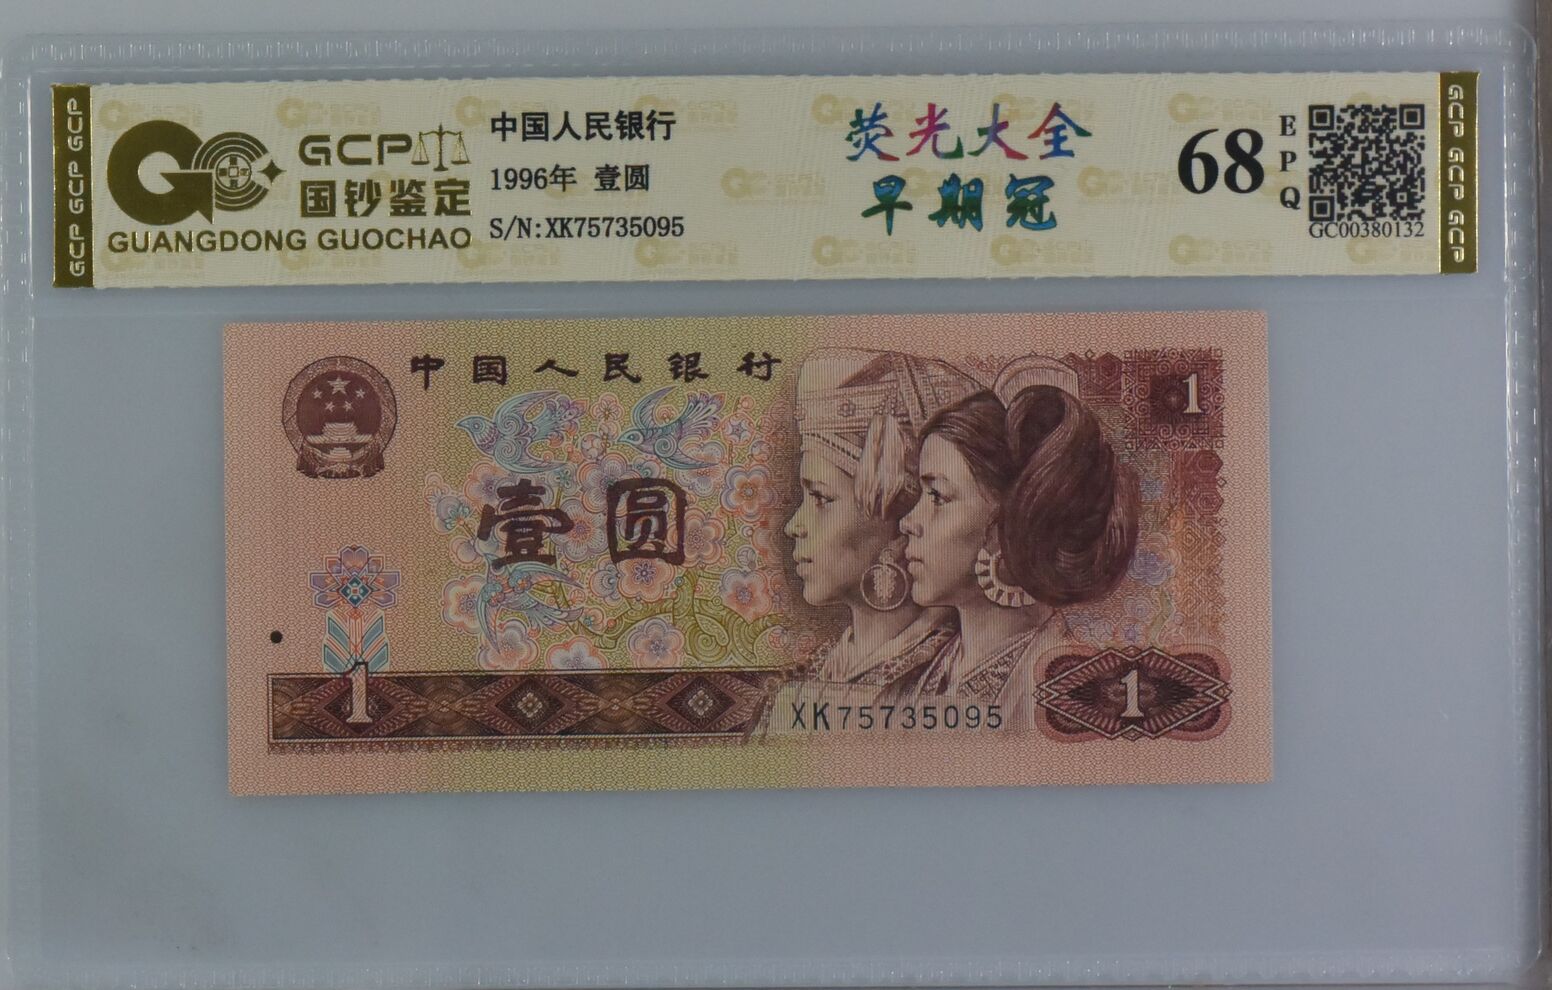 GCP
国钞鉴定
GUANGDONG GUOCHAO
中国人民银行
1996年 壹圆
S/N:XK75735095
荧光大全
早期冠
68
EPQ
GC00380132
GCP GCP GCP
GCP GCP GCP
中国人民银行
1
壹圆
1
XK75735095
1